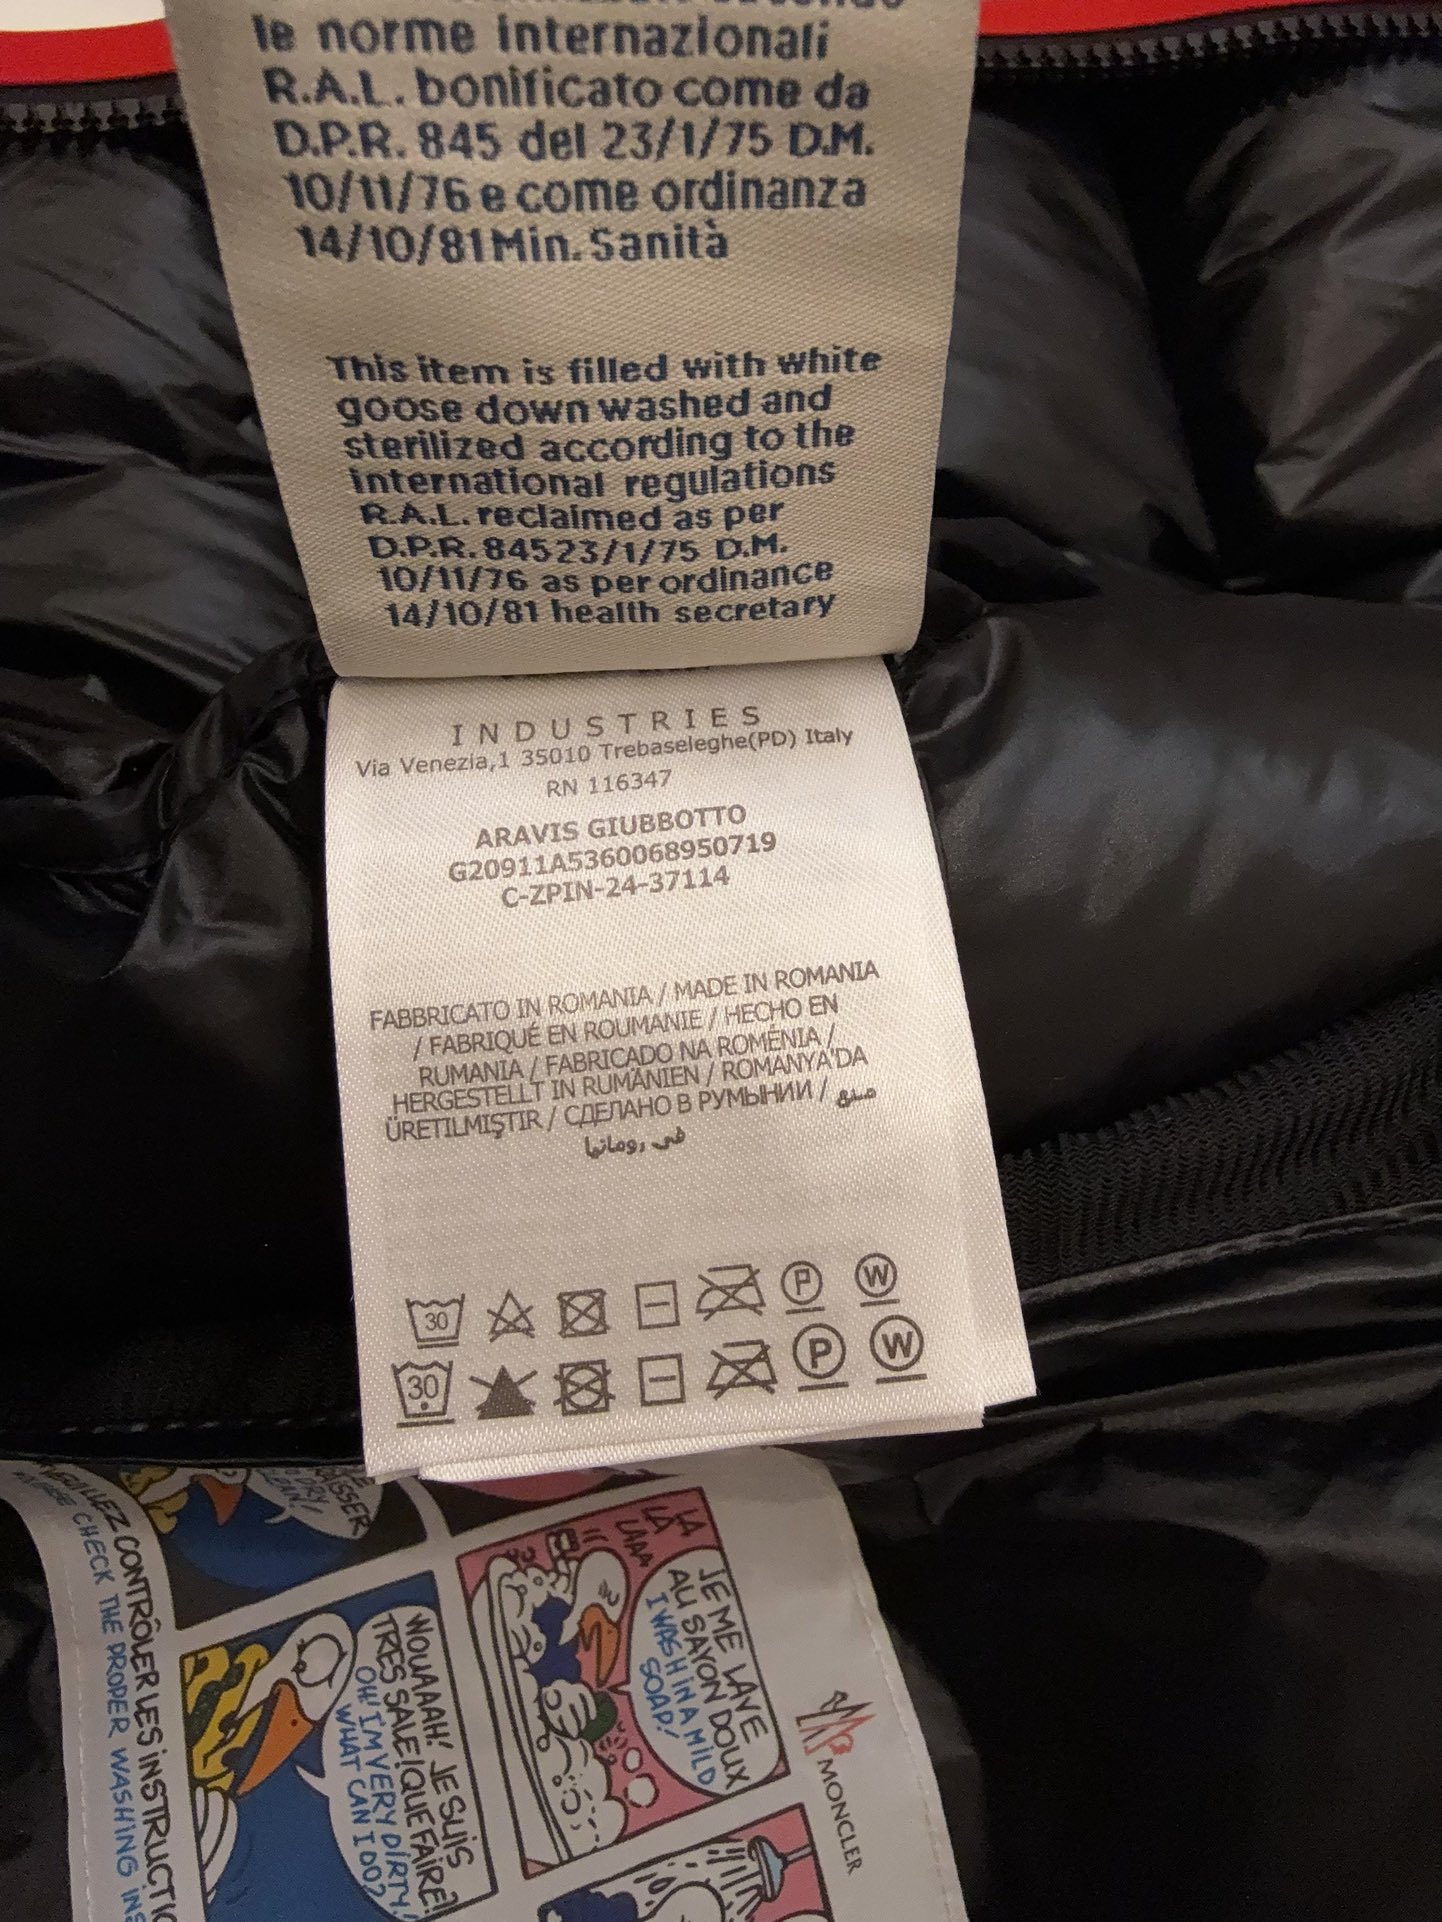 le norme internazionali
R.A.L. bonificato come da
D.P.R. 845 del 23/1/75 D.M.
10/11/76 e come ordinanza
14/10/81 Min. Sanità
This item is filled with white
goose down washed and
sterilized according to the
international regulations
R.A.L. reclaimed as per
D.P.R. 84523/1/75 D.M.
10/11/76 as per ordinance
14/10/81 health secretary
INDUSTRIES
Via Venezia,1 35010 Trebaseleghe(PD) Italy
RN 116347
ARAVIS GIUBBOTTO
G20911A5360068950719
C-ZPIN-24-37114
FABBRICATO IN ROMANIA / MADE IN ROMANIA
/ FABRIQUÉ EN ROUMANIE / HECHO EN
RUMANIA / FABRICADO NA ROMÉNIA /
HERGESTELLT IN RUMÄNIEN / ROMANYA'DA
ÜRETILMIŞTIR / СДЕЛАНО В РУМЫНИИ / صنع
في رومانيا
30 P W
30 P W
CONTRÔLER LES
CHECK THE PROPER WASHING
WOUAAAH! JE SUIS
TRÈS SALE! QUE FAIRE!
OH! I'M VERY DIRTY!
WHAT CAN I DO?
LA
LÀ
LAAA
JE ME LAVE
AU SAVON DOUX
I WASH IN A MILD
SOAP!
MONCLER